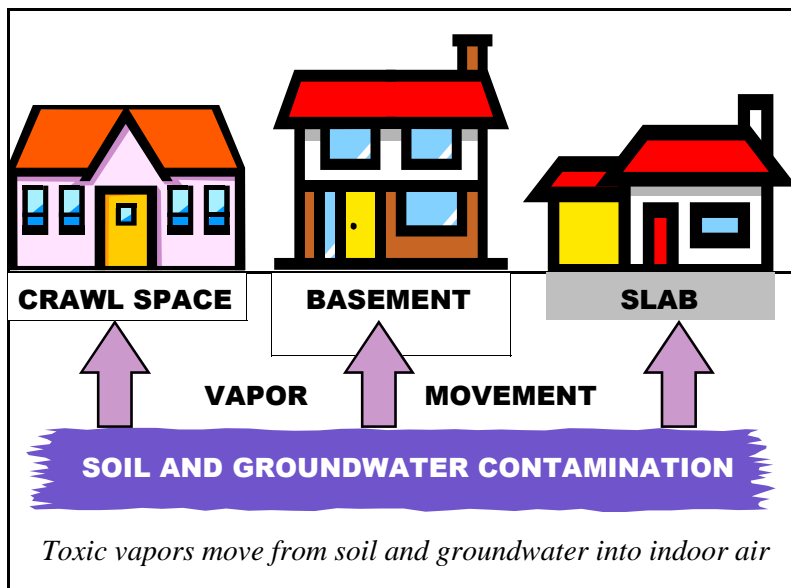 CRAWL SPACE BASEMENT SLAB
VAPOR MOVEMENT
SOIL AND GROUNDWATER CONTAMINATION
Toxic vapors move from soil and groundwater into indoor air